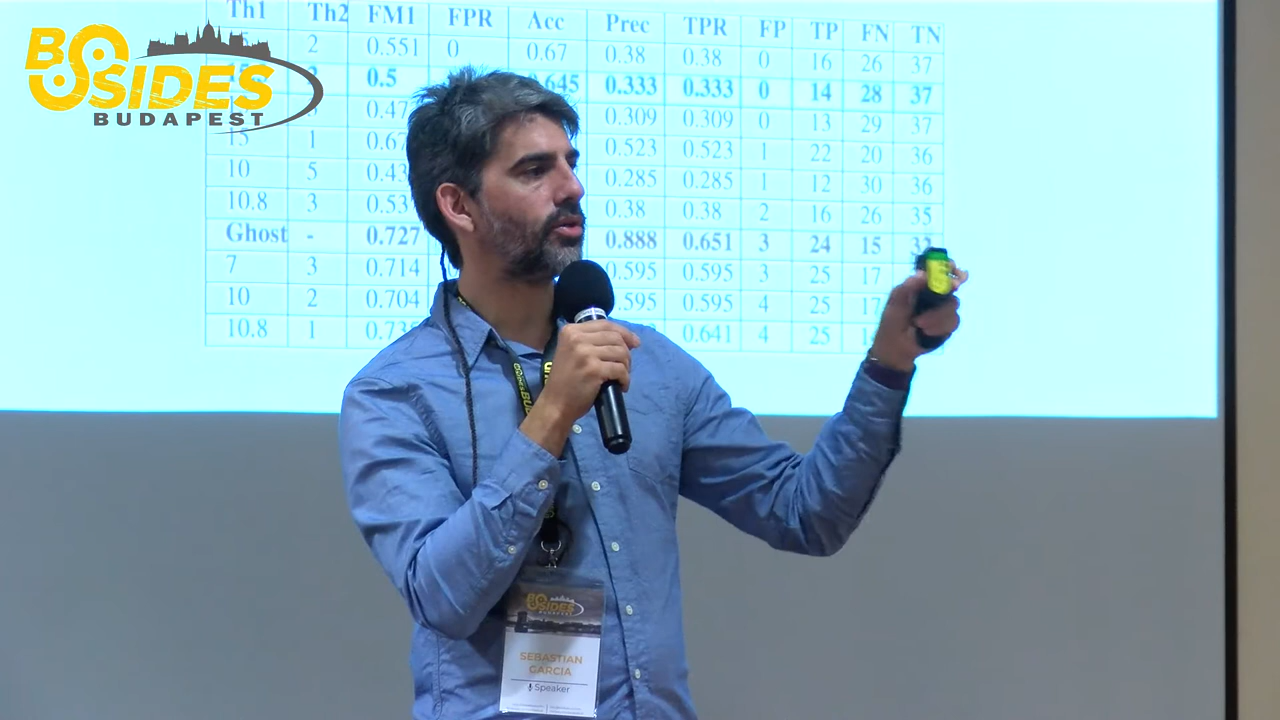 BSIDES
BUDAPEST
Th1 Th2 FM1 FPR Acc Prec TPR FP TP FN TN
2 0.551 0 0.67 0.38 0.38 0 16 26 37
0.5 0.333 0.333 0 14 28 37
0.309 0.309 0 13 29 37
15 1 0.523 0.523 1 22 20 36
10 5 0.285 0.285 1 12 30 36
10.8 3 0.38 0.38 2 16 26 35
Ghost - 0.727 0.888 0.651 3 24 15
7 3 0.714 0.595 0.595 3 25 17
10 2 0.704 0.595 4 25
10.8 1 0.641 4 25
BSIDES
BUDAPEST
SEBASTIAN
GARCIA
Speaker